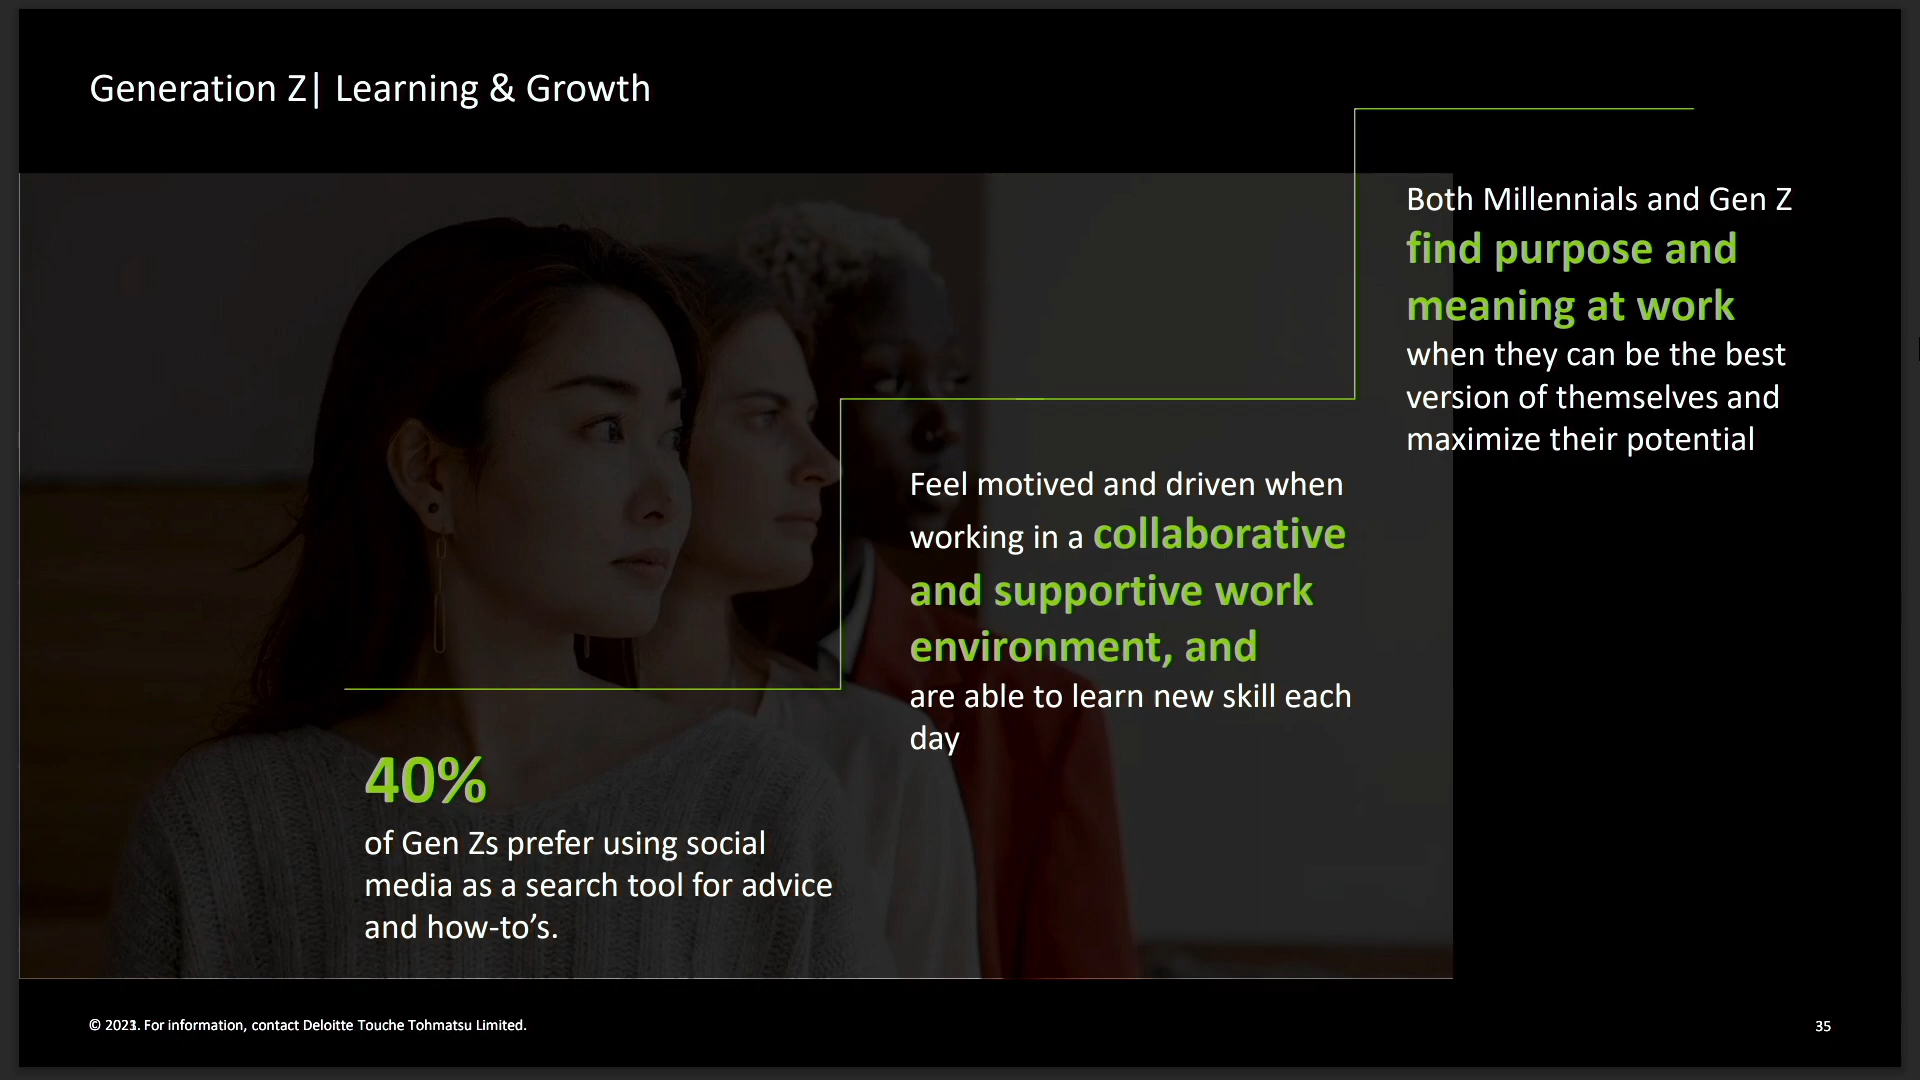 Generation Z| Learning & Growth
Both Millennials and Gen Z
find purpose and
meaning at work
when they can be the best
version of themselves and
maximize their potential
Feel motived and driven when
working in a collaborative
and supportive work
environment, and
are able to learn new skill each
day
40%
of Gen Zs prefer using social
media as a search tool for advice
and how-to’s.
© For information, contact Deloitte Touche Tohmatsu Limited.
35